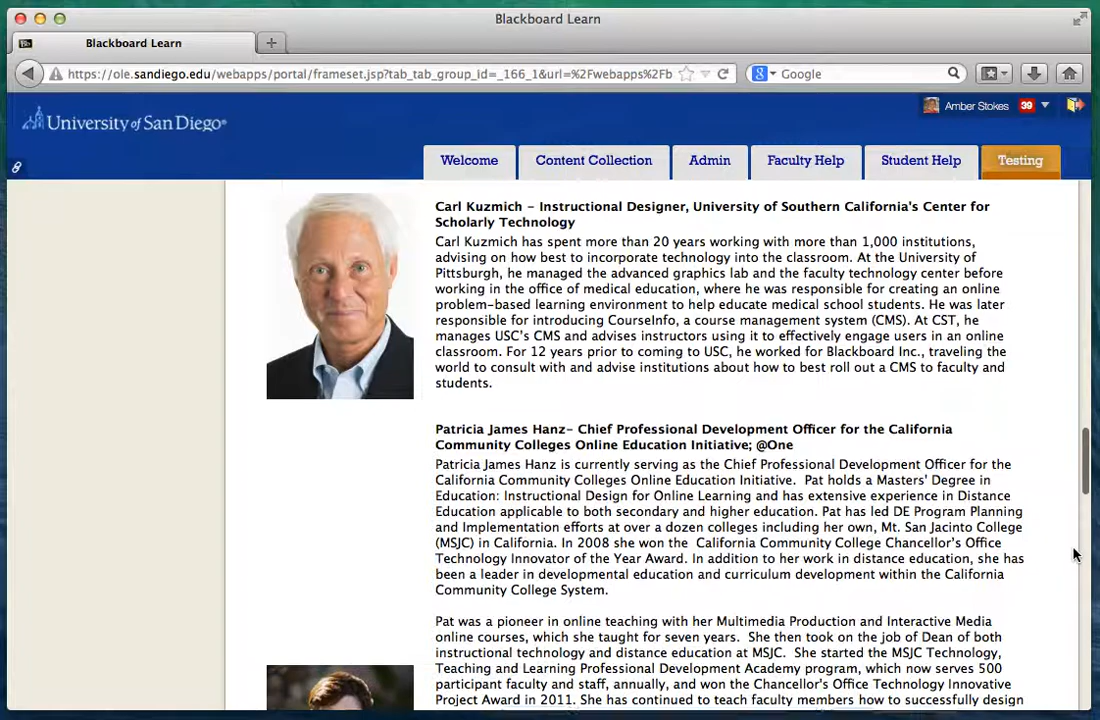 Blackboard Learn
Blackboard Learn
https://ole.sandiego.edu/webapps/portal/frameset.jsp?tab_tab_group_id=_166_1&url=%2Fwebapps%2Fb
Google
University of San Diego
Amber Stokes 39
Welcome
Content Collection
Admin
Faculty Help
Student Help
Testing
Carl Kuzmich - Instructional Designer, University of Southern California's Center for
Scholarly Technology
Carl Kuzmich has spent more than 20 years working with more than 1,000 institutions,
advising on how best to incorporate technology into the classroom. At the University of
Pittsburgh, he managed the advanced graphics lab and the faculty technology center before
working in the office of medical education, where he was responsible for creating an online
problem-based learning environment to help educate medical school students. He was later
responsible for introducing CourseInfo, a course management system (CMS). At CST, he
manages USC's CMS and advises instructors using it to effectively engage users in an online
classroom. For 12 years prior to coming to USC, he worked for Blackboard Inc., traveling the
world to consult with and advise institutions about how to best roll out a CMS to faculty and
students.
Patricia James Hanz- Chief Professional Development Officer for the California
Community Colleges Online Education Initiative; @One
Patricia James Hanz is currently serving as the Chief Professional Development Officer for the
California Community Colleges Online Education Initiative.  Pat holds a Masters' Degree in
Education: Instructional Design for Online Learning and has extensive experience in Distance
Education applicable to both secondary and higher education. Pat has led DE Program Planning
and Implementation efforts at over a dozen colleges including her own, Mt. San Jacinto College
(MSJC) in California. In 2008 she won the  California Community College Chancellor's Office
Technology Innovator of the Year Award. In addition to her work in distance education, she has
been a leader in developmental education and curriculum development within the California
Community College System.
Pat was a pioneer in online teaching with her Multimedia Production and Interactive Media
online courses, which she taught for seven years.  She then took on the job of Dean of both
instructional technology and distance education at MSJC.  She started the MSJC Technology,
Teaching and Learning Professional Development Academy program, which now serves 500
participant faculty and staff, annually, and won the Chancellor's Office Technology Innovative
Project Award in 2011. She has continued to teach faculty members how to successfully design